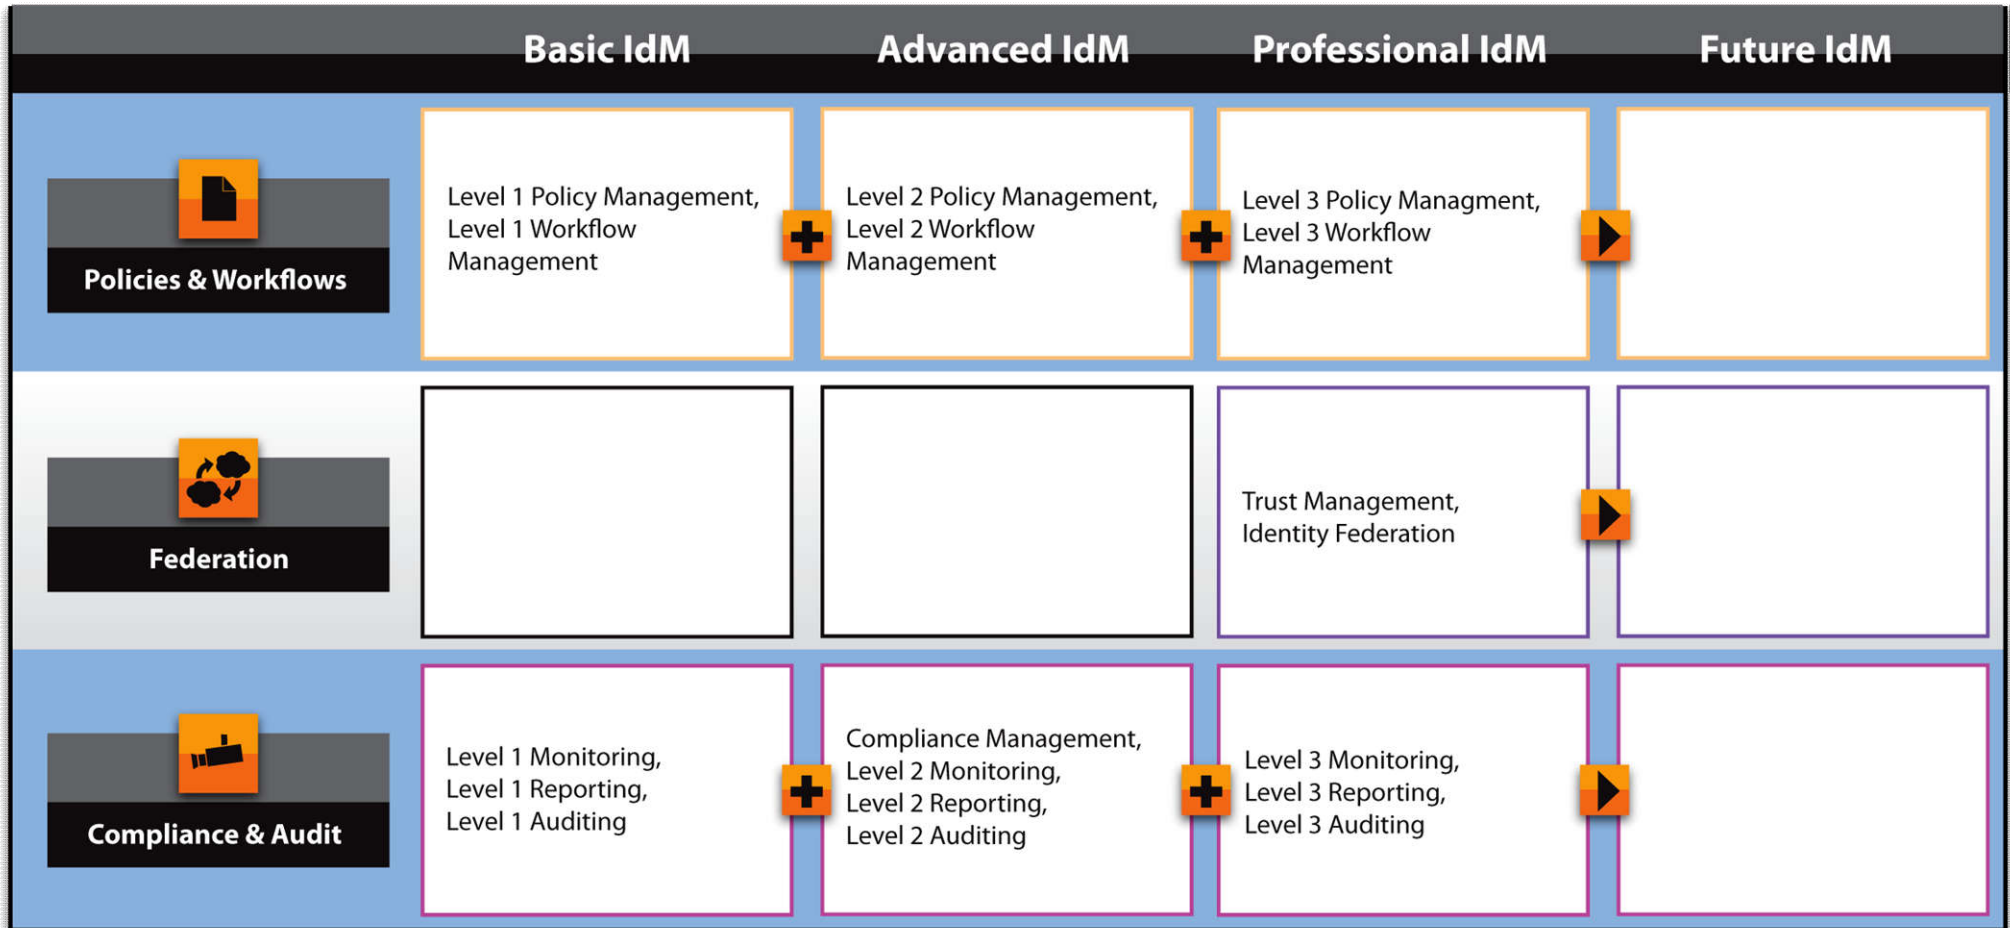 Basic IdM
Advanced IdM
Professional IdM
Future IdM
Policies & Workflows
Level 1 Policy Management,
Level 1 Workflow
Management
Level 2 Policy Management,
Level 2 Workflow
Management
Level 3 Policy Managment,
Level 3 Workflow
Management
Federation
Trust Management,
Identity Federation
Compliance & Audit
Level 1 Monitoring,
Level 1 Reporting,
Level 1 Auditing
Compliance Management,
Level 2 Monitoring,
Level 2 Reporting,
Level 2 Auditing
Level 3 Monitoring,
Level 3 Reporting,
Level 3 Auditing